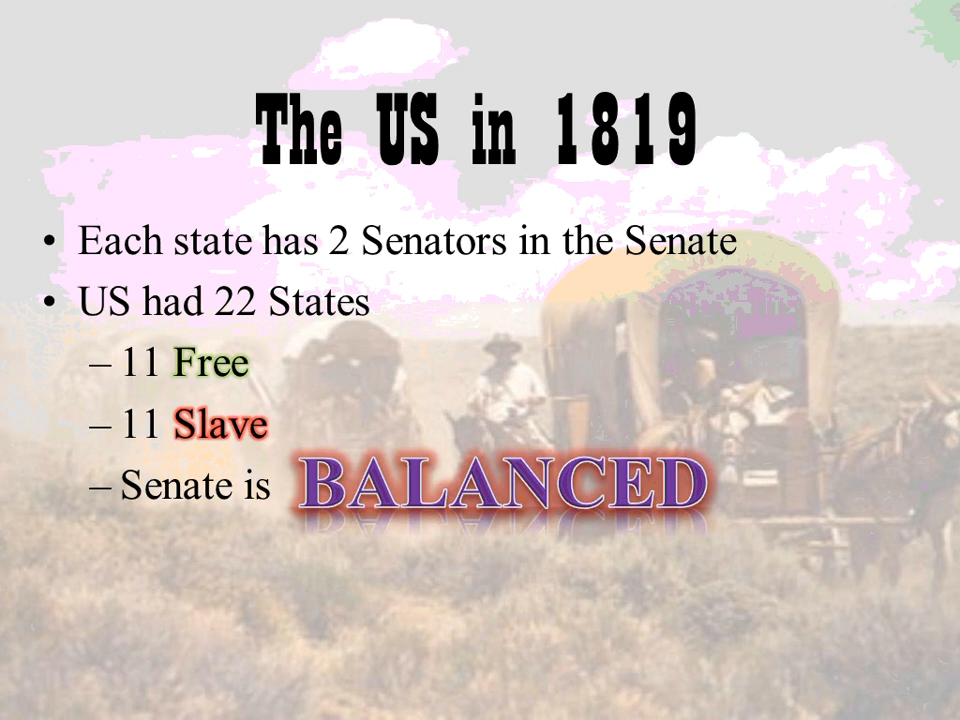 The US in 1819
• Each state has 2 Senators in the Senate
• US had 22 States
– 11 Free
– 11 Slave
– Senate is BALANCED